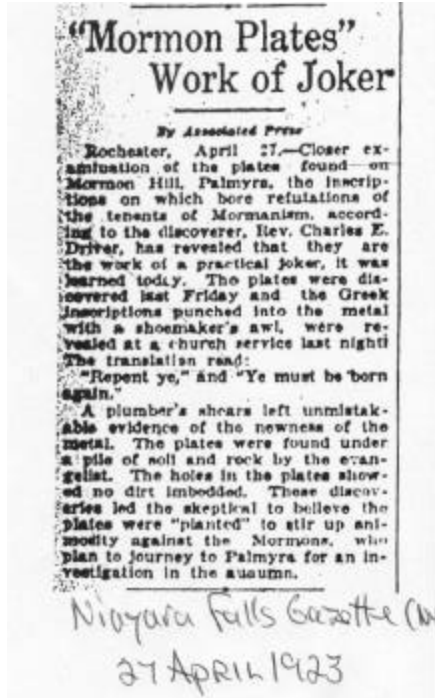 "Mormon Plates"
Work of Joker
By Associated Press
Rochester, April 27.—Closer ex-
amination of the plates found on
Mormon Hill, Palmyra, the inscrip-
tions on which bore refulations of
the tenents of Mormanism, accord-
ing to the discoverer, Rev. Charles E.
Driver, has revealed that they are
the work of a practical joker, it was
learned today. The plates were dis-
covered last Friday and the Greek
inscriptions punched into the metal
with a shoemaker's awl, were re-
vealed at a church service last night!
The translation read:
"Repent ye," and "Ye must be born
again."
A plumber's shears left unmistak-
able evidence of the newness of the
metal. The plates were found under
a pile of soil and rock by the evan-
gelist. The holes in the plates show-
ed no dirt imbedded. These discov-
eries led the skeptical to believe the
plates were "planted" to stir up ani-
mosity against the Mormons, who
plan to journey to Palmyra for an in-
vestigation in the auaumn.
Niagara Falls Gazette
27 APRIL 1923